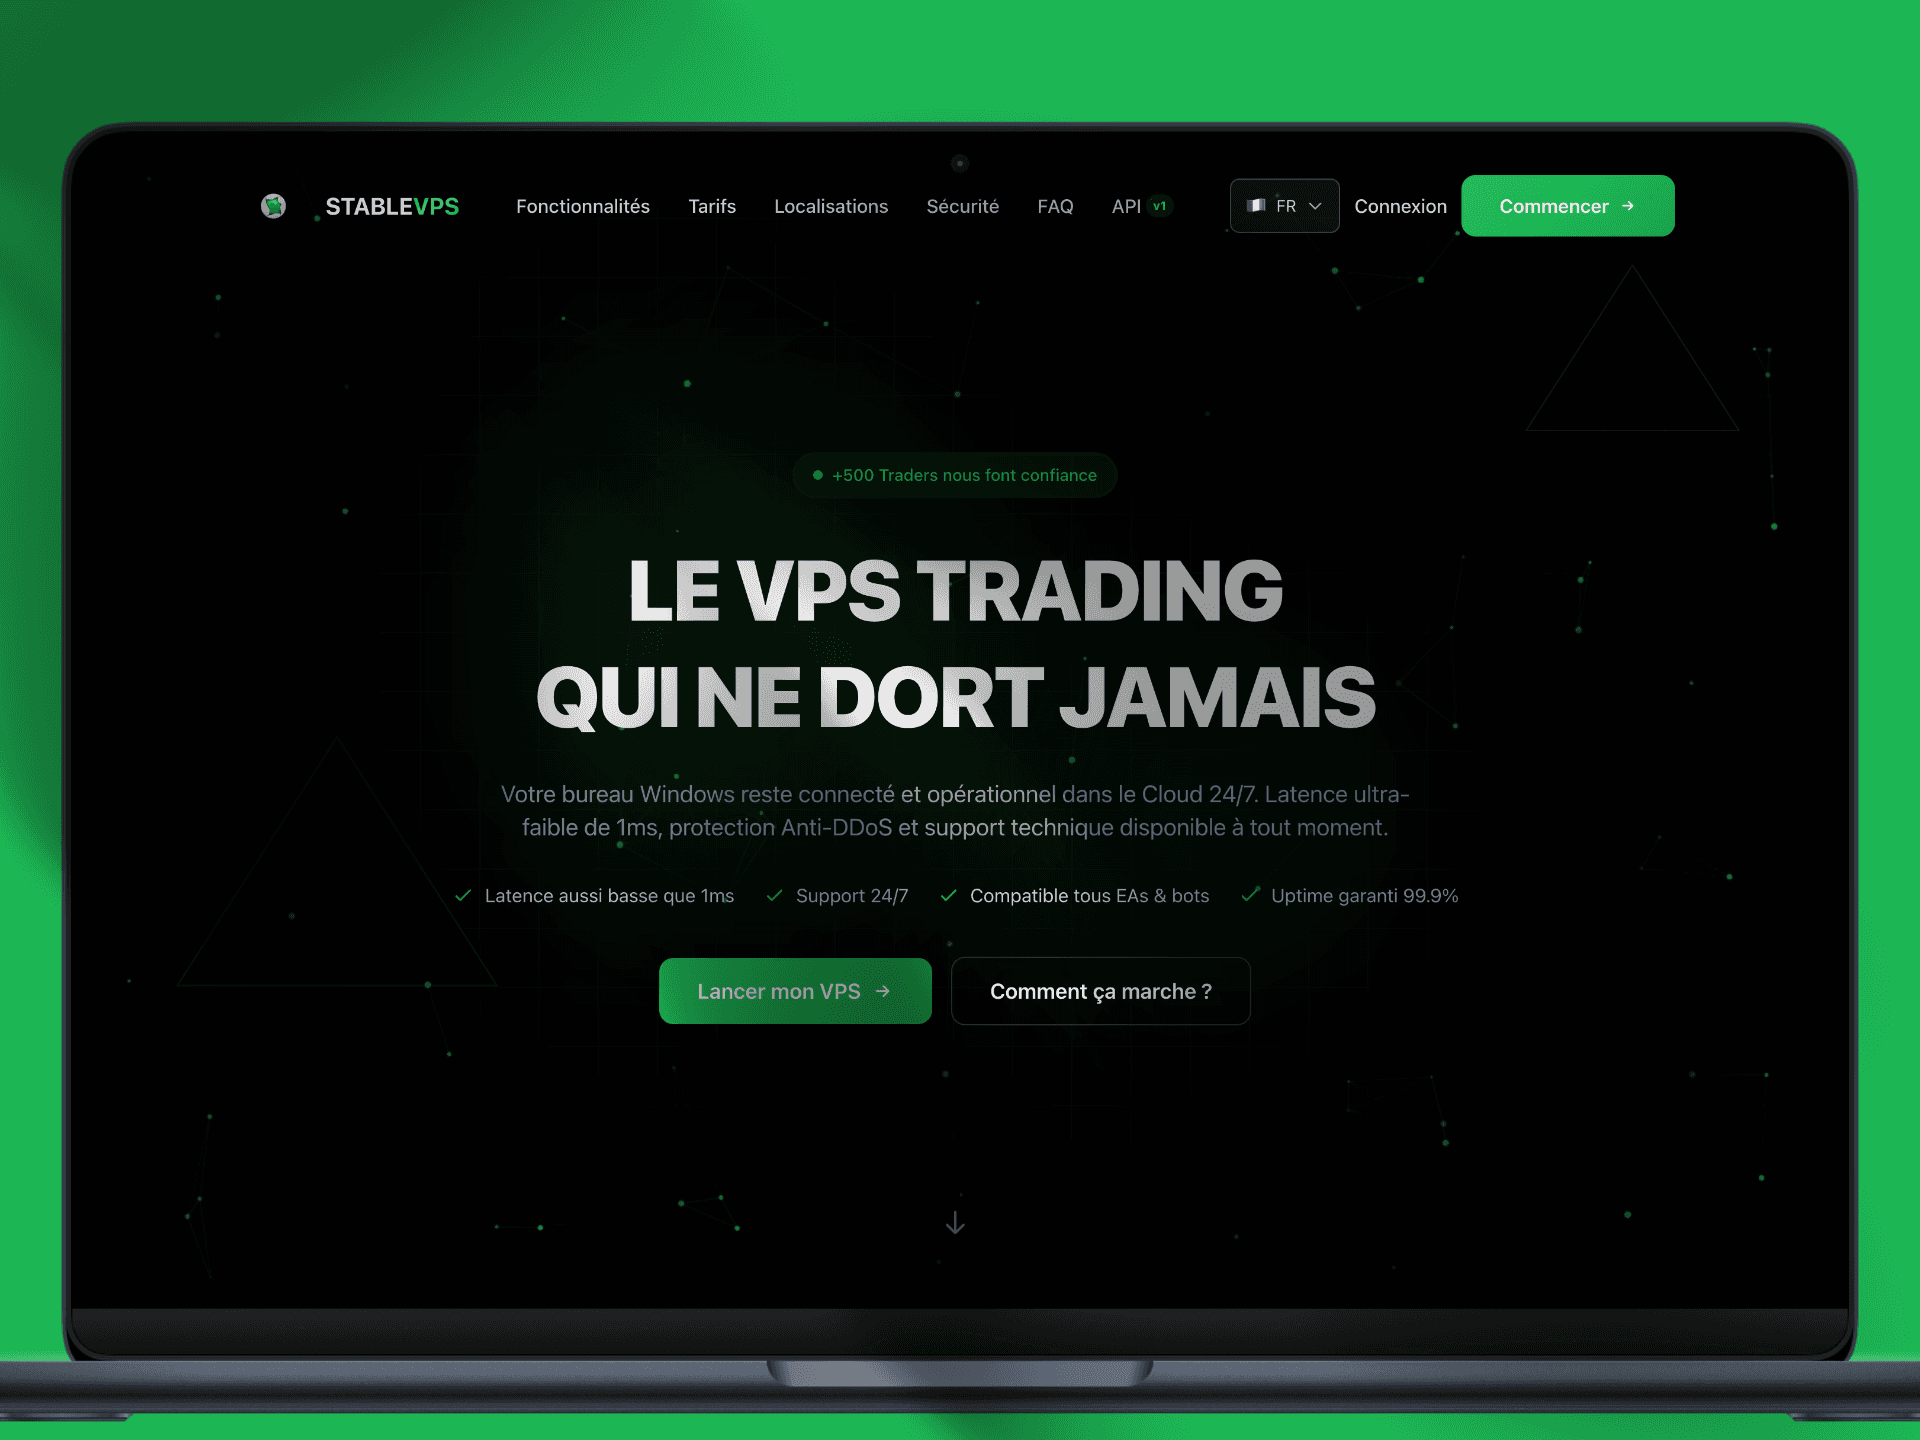 STABLEVPS
Fonctionnalités
Tarifs
Localisations
Sécurité
FAQ
API v1
FR
Connexion
Commencer →
+500 Traders nous font confiance
LE VPS TRADING
QUI NE DORT JAMAIS
Votre bureau Windows reste connecté et opérationnel dans le Cloud 24/7. Latence ultra-
faible de 1ms, protection Anti-DDoS et support technique disponible à tout moment.
Latence aussi basse que 1ms
Support 24/7
Compatible tous EAs & bots
Uptime garanti 99.9%
Lancer mon VPS →
Comment ça marche ?